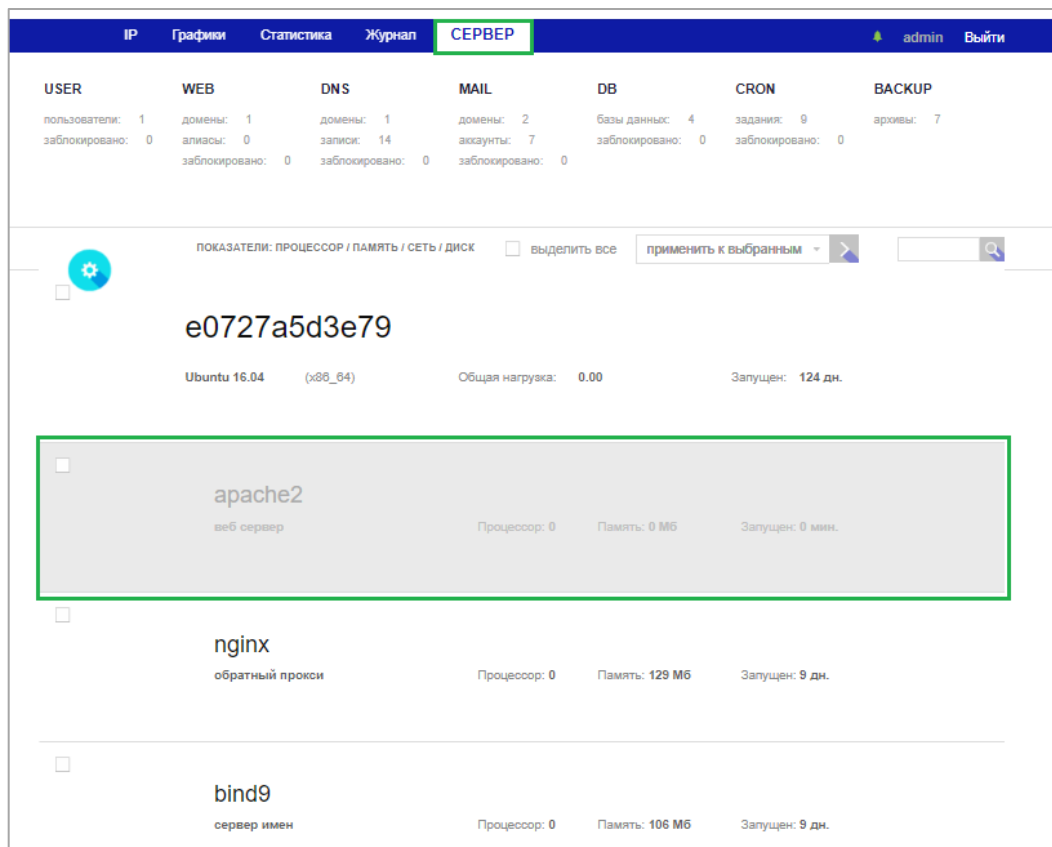 IP Графики Статистика Журнал СЕРВЕР admin Выйти
USER WEB DNS MAIL DB CRON BACKUP
пользователи: 1 домены: 1 домены: 1 домены: 2 базы данных: 4 задания: 9 архивы: 7
заблокировано: 0 алиасы: 0 записи: 14 аккаунты: 7 заблокировано: 0 заблокировано: 0
заблокировано: 0 заблокировано: 0 заблокировано: 0
ПОКАЗАТЕЛИ: ПРОЦЕССОР / ПАМЯТЬ / СЕТЬ / ДИСК выделить все применить к выбранным
e0727a5d3e79
Ubuntu 16.04 (x86_64) Общая нагрузка: 0.00 Запущен: 124 дн.
apache2
веб сервер Процессор: 0 Память: 0 Мб Запущен: 0 мин.
nginx
обратный прокси Процессор: 0 Память: 129 Мб Запущен: 9 дн.
bind9
сервер имен Процессор: 0 Память: 106 Мб Запущен: 9 дн.